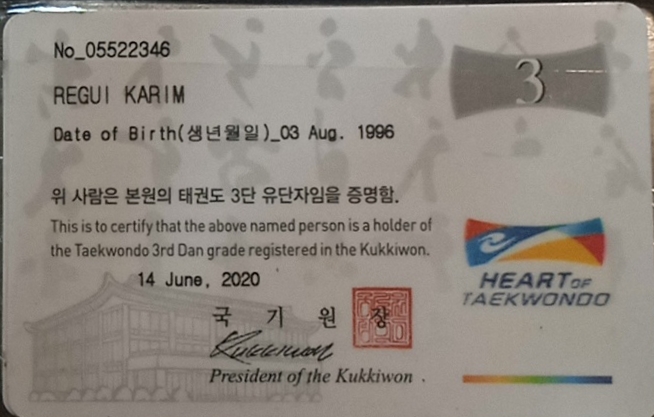 No_05522346
3
REGUI KARIM
Date of Birth(생년월일)_03 Aug. 1996
위 사람은 본원의 태권도 3단 유단자임을 증명함.
This is to certify that the above named person is a holder of
the Taekwondo 3rd Dan grade registered in the Kukkiwon.
14 June, 2020
HEART OF
TAEKWONDO
국 기 원 장
Kukkiwon
President of the Kukkiwon .